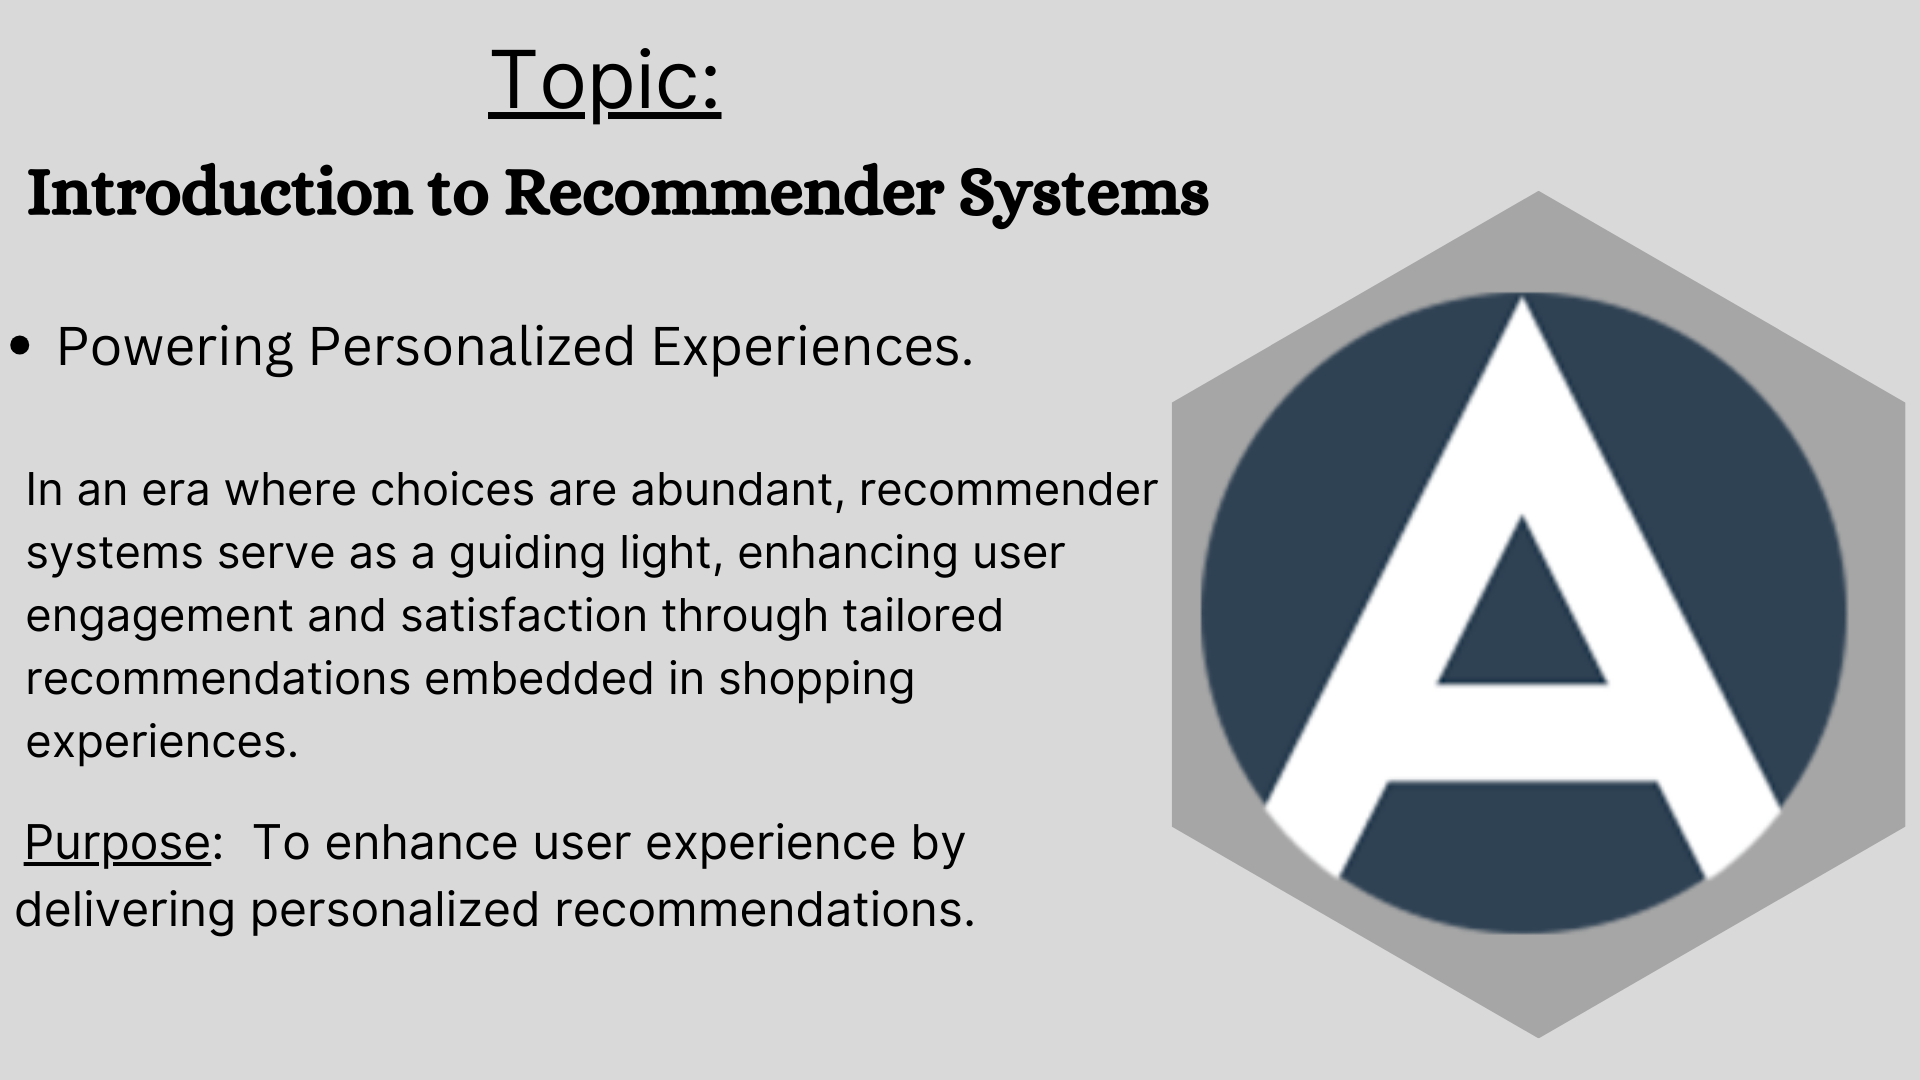 Topic:
Introduction to Recommender Systems
• Powering Personalized Experiences.
In an era where choices are abundant, recommender
systems serve as a guiding light, enhancing user
engagement and satisfaction through tailored
recommendations embedded in shopping
experiences.
Purpose:  To enhance user experience by
delivering personalized recommendations.
A